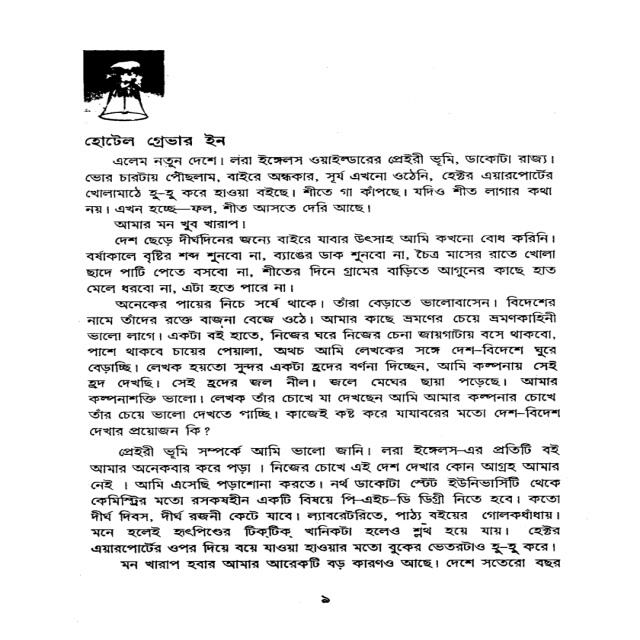 হোটেল গ্রেভার ইন
এলেম নতুন দেশে। লরা ইঙ্গেলস ওয়াইল্ডারের প্রেইরী ভূমি, ডাকোটা রাজ্য।
ভোর চারটায় পৌঁছলাম, বাইরে অন্ধকার, সূর্য এখনো ওঠেনি, হেক্টর এয়ারপোর্টের
খোলামাঠে হু-হু করে হাওয়া বইছে। শীতে গা কাঁপছে। যদিও শীত লাগার কথা
নয়। এখন হচ্ছে—ফল, শীত আসতে দেরি আছে।
আমার মন খুব খারাপ।
দেশ ছেড়ে দীর্ঘদিনের জন্যে বাইরে যাবার উৎসাহ আমি কখনো বোধ করিনি।
বর্ষাকালে বৃষ্টির শব্দ শুনবো না, ব্যাঙের ডাক শুনবো না, চৈত্র মাসের রাতে খোলা
ছাদে পাটি পেতে বসবো না, শীতের দিনে গ্রামের বাড়িতে আগুনের কাছে হাত
মেলে ধরবো না, এটা হতে পারে না।
অনেকের পায়ের নিচে সর্ষে থাকে। তাঁরা বেড়াতে ভালোবাসেন। বিদেশের
নামে তাঁদের রক্তে বাজনা বেজে ওঠে। আমার কাছে ভ্রমণের চেয়ে ভ্রমণকাহিনী
ভালো লাগে। একটা বই হাতে, নিজের ঘরে নিজের চেনা জায়গাটায় বসে থাকবো,
পাশে থাকবে চায়ের পেয়ালা, অথচ আমি লেখকের সঙ্গে দেশ-বিদেশে ঘুরে
বেড়াচ্ছি। লেখক হয়তো সুন্দর একটা হ্রদের বর্ণনা দিচ্ছেন, আমি কল্পনায় সেই
হ্রদ দেখছি। সেই হ্রদের জল নীল। জলে মেঘের ছায়া পড়েছে। আমার
কল্পনাশক্তি ভালো। লেখক তাঁর চোখে যা দেখছেন আমি আমার কল্পনার চোখে
তাঁর চেয়ে ভালো দেখতে পাচ্ছি। কাজেই কষ্ট করে যাযাবরের মতো দেশ-বিদেশ
দেখার প্রয়োজন কি?
প্রেইরী ভূমি সম্পর্কে আমি ভালো জানি। লরা ইঙ্গেলস-এর প্রতিটি বই
আমার অনেকবার করে পড়া । নিজের চোখে এই দেশ দেখার কোন আগ্রহ আমার
নেই । আমি এসেছি পড়াশোনা করতে। নর্থ ডাকোটা স্টেট ইউনিভার্সিটি থেকে
কেমিস্ট্রির মতো রসকষহীন একটি বিষয়ে পি-এইচ-ডি ডিগ্রী নিতে হবে। কতো
দীর্ঘ দিবস, দীর্ঘ রজনী কেটে যাবে। ল্যাবরেটরিতে, পাঠ্য বইয়ের গোলকধাঁধায়।
মনে হলেই হৃৎপিণ্ডের টিকটিক্ খানিকটা হলেও শ্লথ হয়ে যায়। হেক্টর
এয়ারপোর্টের ওপর দিয়ে বয়ে যাওয়া হাওয়ার মতো বুকের ভেতরটাও হু-হু করে।
মন খারাপ হবার আমার আরেকটি বড় কারণও আছে। দেশে সতেরো বছর
৯